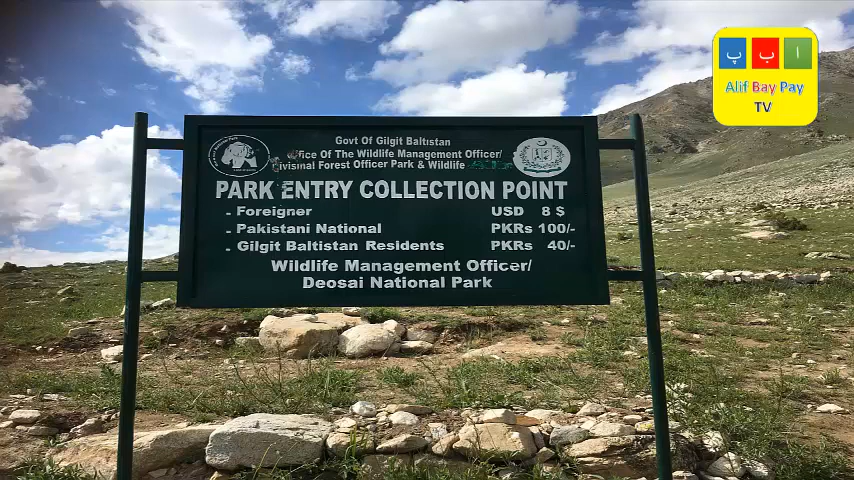 ا ب پ
Alif Bay Pay
TV
Govt Of Gilgit Baltistan
Office Of The Wildlife Management Officer/
Divisinal Forest Officer Park & Wildlife
PARK ENTRY COLLECTION POINT
- Foreigner USD 8 $
- Pakistani National PKRs 100/-
- Gilgit Baltistan Residents PKRs 40/-
Wildlife Management Officer/
Deosai National Park